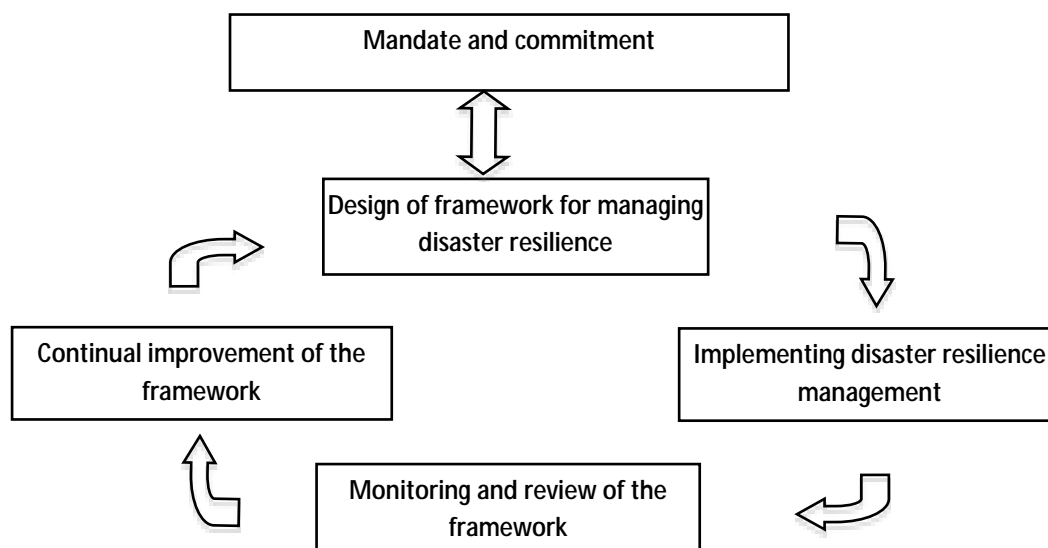 Mandate and commitment
Design of framework for managing
disaster resilience
Continual improvement of the
framework
Implementing disaster resilience
management
Monitoring and review of the
framework